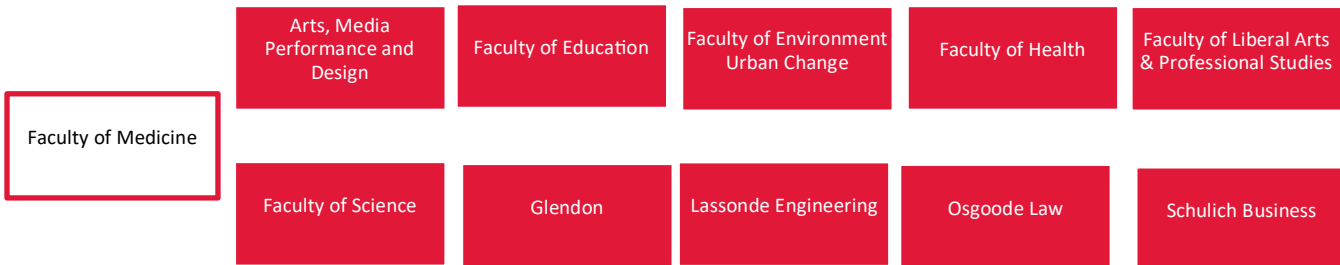 Arts, Media
Performance and
Design
Faculty of Education
Faculty of Environment
Urban Change
Faculty of Health
Faculty of Liberal Arts
& Professional Studies
Faculty of Medicine
Faculty of Science
Glendon
Lassonde Engineering
Osgoode Law
Schulich Business